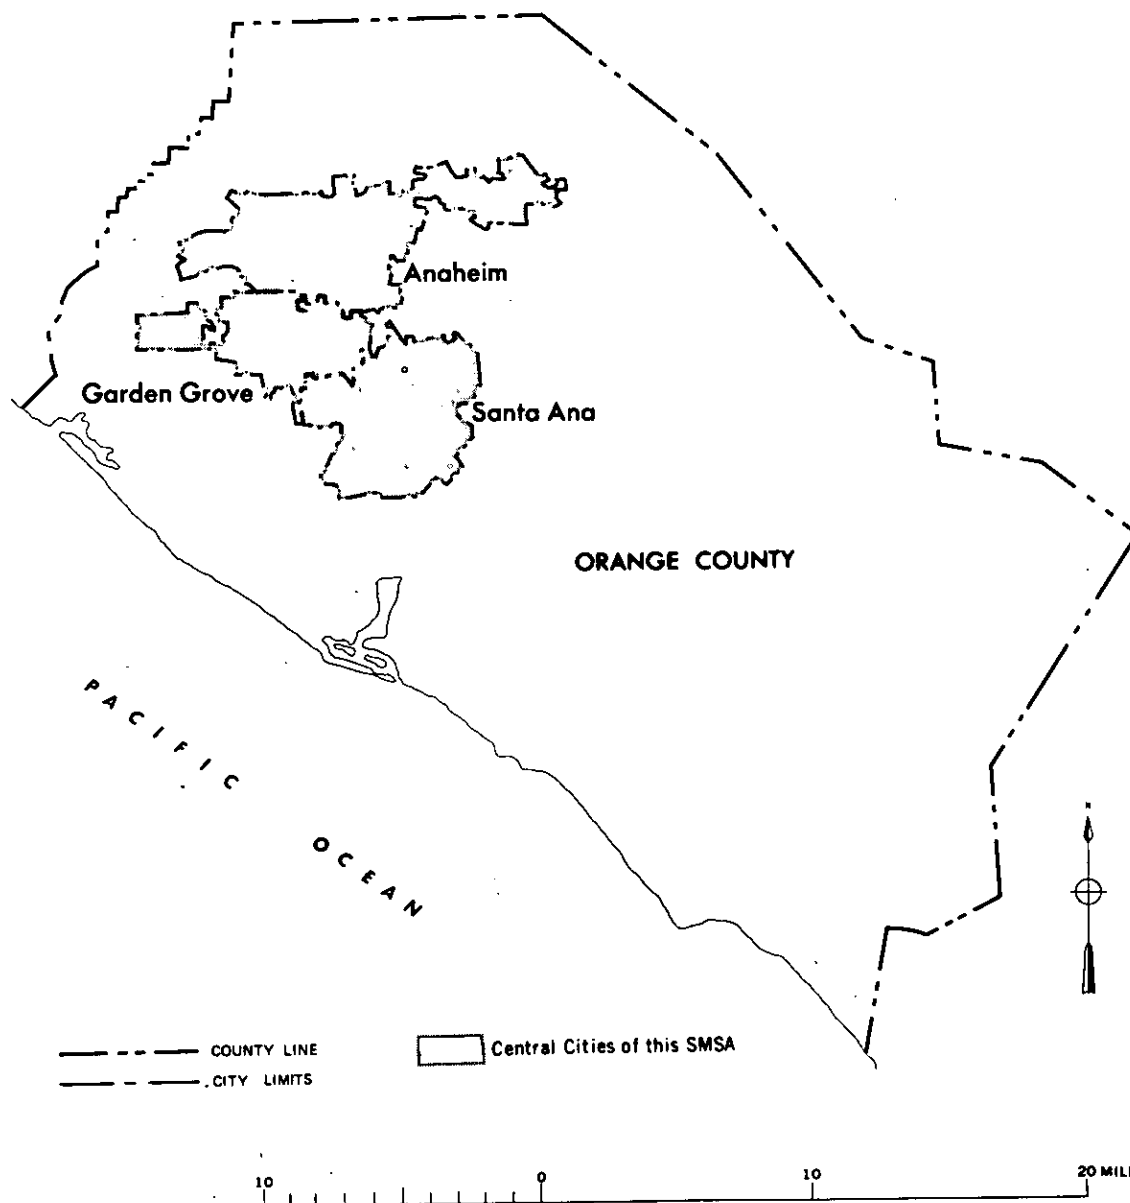 Anaheim
Garden Grove
Santa Ana
ORANGE COUNTY
PACIFIC
OCEAN
N
COUNTY LINE
CITY LIMITS
Central Cities of this SMSA
10 0 10 20 MIL